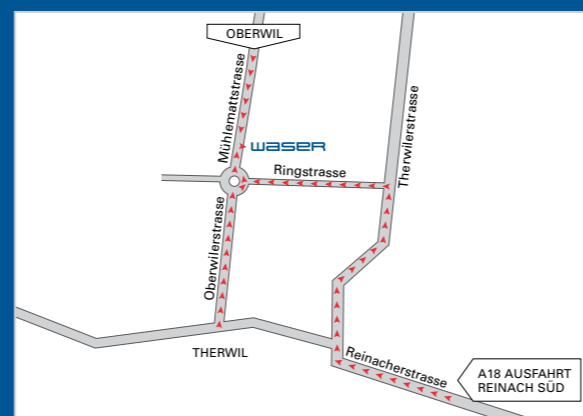 OBERWIL
Mühlemattstrasse
Therwilerstrasse
waser
Ringstrasse
Oberwilerstrasse
THERWIL
Reinacherstrasse
A18 AUSFAHRT
REINACH SÜD